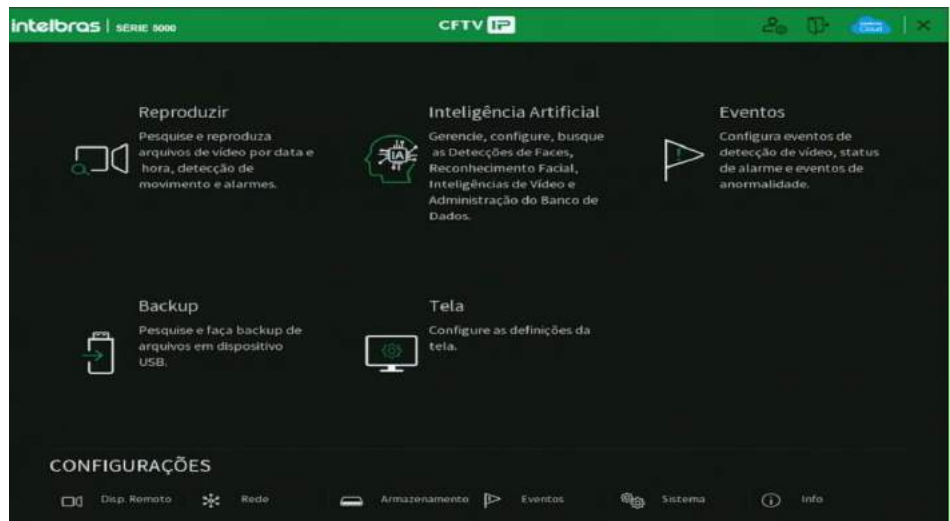 intelbras | SÉRIE 5000
CFTV IP
Reproduzir
Pesquise e reproduza
arquivos de vídeo por data e
hora, detecção de
movimento e alarmes.
Inteligência Artificial
IA
Gerencie, configure, busque
as Detecções de Faces,
Reconhecimento Facial,
Inteligências de Vídeo e
Administração do Banco de
Dados.
Eventos
Configura eventos de
detecção de vídeo, status
de alarme e eventos de
anormalidade.
Backup
Pesquise e faça backup de
arquivos em dispositivo
USB.
Tela
Configure as definições da
tela.
CONFIGURAÇÕES
Disp. Remoto
Rede
Armazenamento
Eventos
Sistema
Info